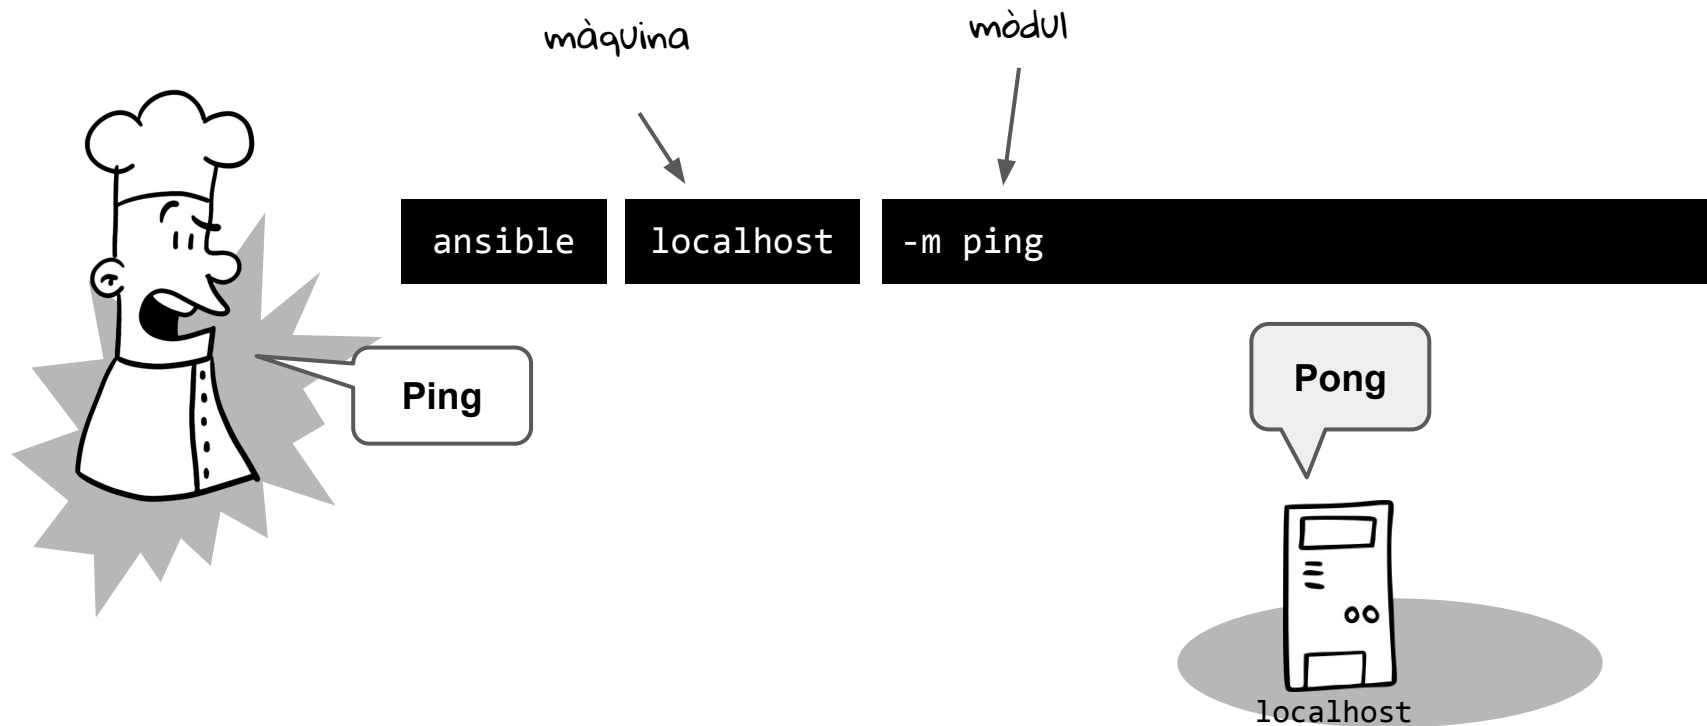 màquina
mòdul
ansible localhost -m ping
Ping
Pong
localhost